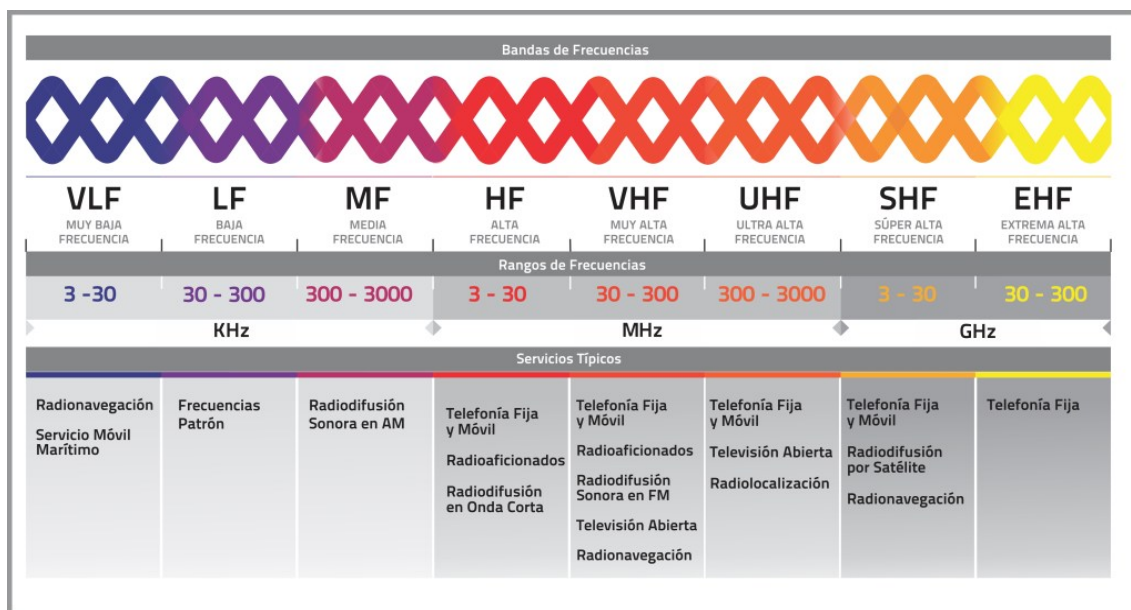 Bandas de Frecuencias
VLF
MUY BAJA
FRECUENCIA
LF
BAJA
FRECUENCIA
MF
MEDIA
FRECUENCIA
HF
ALTA
FRECUENCIA
VHF
MUY ALTA
FRECUENCIA
UHF
ULTRA ALTA
FRECUENCIA
SHF
SÚPER ALTA
FRECUENCIA
EHF
EXTREMA ALTA
FRECUENCIA
Rangos de Frecuencias
3 -30
30 - 300
300 - 3000
3 - 30
30 - 300
300 - 3000
3 - 30
30 - 300
KHz
MHz
GHz
Servicios Típicos
Radionavegación
Servicio Móvil
Marítimo
Frecuencias
Patrón
Radiodifusión
Sonora en AM
Telefonía Fija
y Móvil
Radioaficionados
Radiodifusión
en Onda Corta
Telefonía Fija
y Móvil
Radioaficionados
Radiodifusión
Sonora en FM
Televisión Abierta
Radionavegación
Telefonía Fija
y Móvil
Televisión Abierta
Radiolocalización
Telefonía Fija
y Móvil
Radiodifusión
por Satélite
Radionavegación
Telefonía Fija